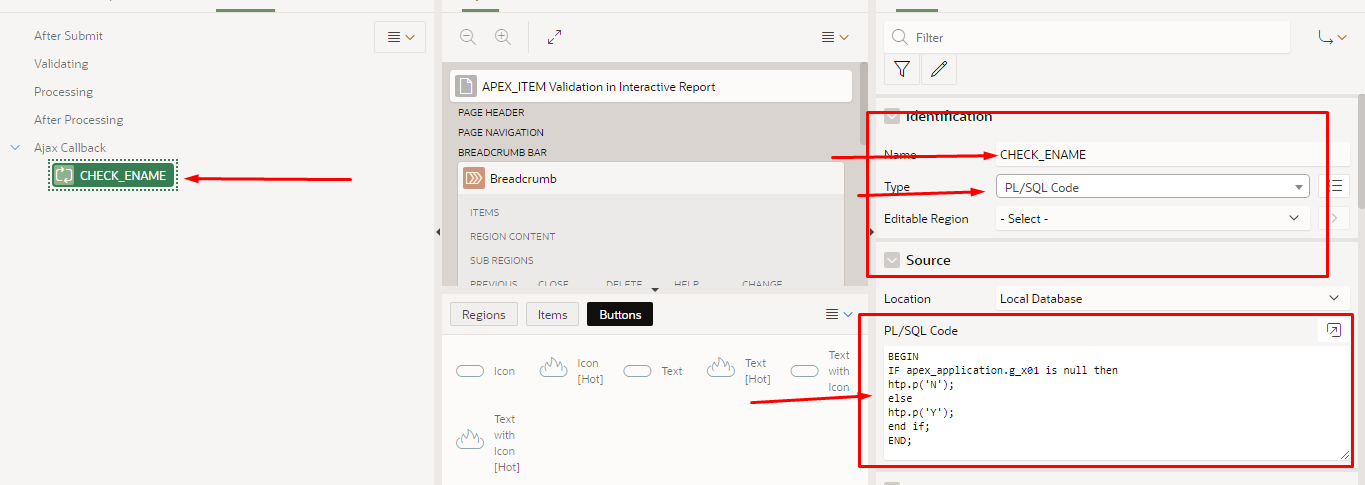 After Submit
Validating
Processing
After Processing
Ajax Callback
CHECK_ENAME
APEX_ITEM Validation in Interactive Report
PAGE HEADER
PAGE NAVIGATION
BREADCRUMB BAR
Breadcrumb
ITEMS
REGION CONTENT
SUB REGIONS
PREVIOUS CLOSE DELETE HELP CHANGE
Regions Items Buttons
Icon
Icon
[Hot]
Text
Text
[Hot]
Text
with
Icon
Text
with
Icon
[Hot]
Filter
Identification
Name CHECK_ENAME
Type PL/SQL Code
Editable Region - Select -
Source
Location Local Database
PL/SQL Code
BEGIN
IF apex_application.g_x01 is null then
htp.p('N');
else
htp.p('Y');
end if;
END;